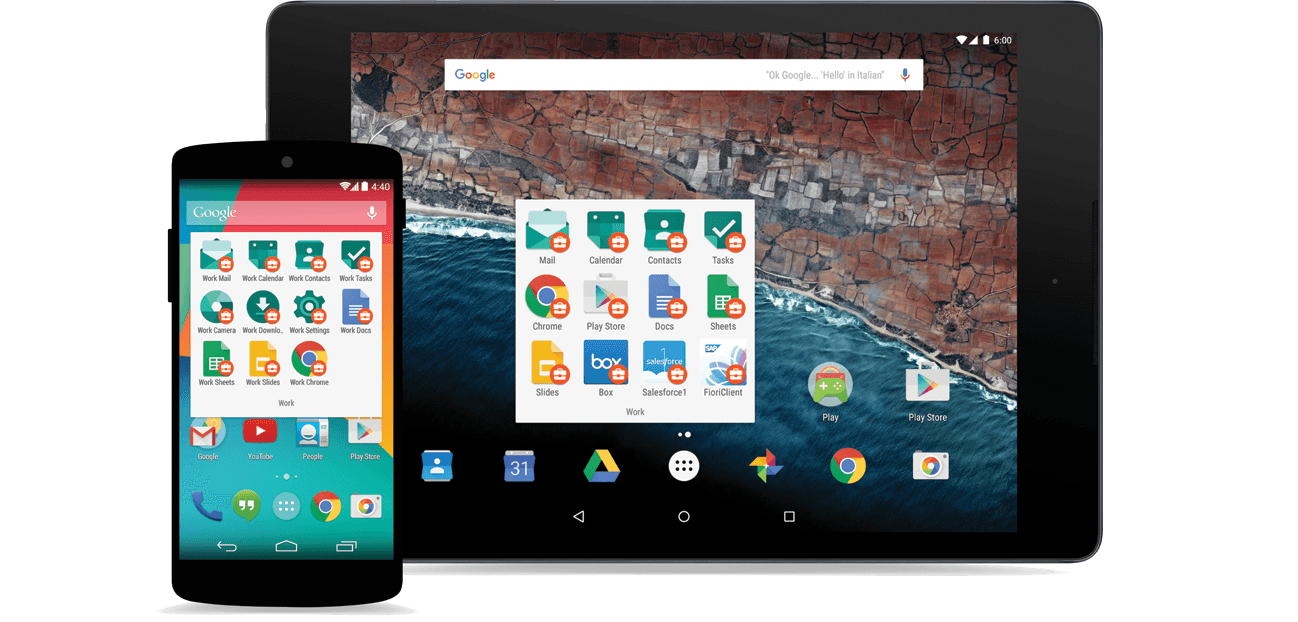 6:00
Google
"Ok Google... 'Hello' in Italian"
Mail Calendar Contacts Tasks
Chrome Play Store Docs Sheets
box
salesforce
1
SAP
Slides Box Salesforce1 FioriClient
Work
Play Play Store
31
4:40
Google
Work Mail Work Calendar Work Contacts Work Tasks
Work Camera Work Downlo.. Work Settings Work Docs
Work Sheets Work Slides Work Chrome
Work
Google YouTube People Play Store